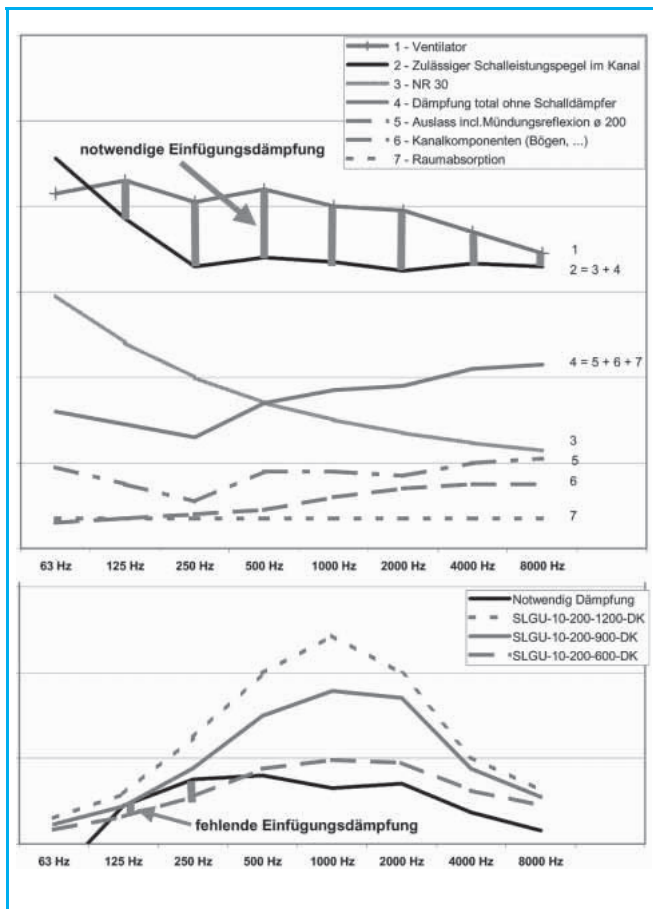 1 - Ventilator
2 - Zulässiger Schalleistungspegel im Kanal
3 - NR 30
4 - Dämpfung total ohne Schalldämpfer
5 - Auslass incl.Mündungsreflexion ø 200
6 - Kanalkomponenten (Bögen, ...)
7 - Raumabsorption
notwendige Einfügungsdämpfung
1
2 = 3 + 4
4 = 5 + 6 + 7
3
5
6
7
63 Hz 125 Hz 250 Hz 500 Hz 1000 Hz 2000 Hz 4000 Hz 8000 Hz
Notwendig Dämpfung
SLGU-10-200-1200-DK
SLGU-10-200-900-DK
SLGU-10-200-600-DK
fehlende Einfügungsdämpfung
63 Hz 125 Hz 250 Hz 500 Hz 1000 Hz 2000 Hz 4000 Hz 8000 Hz